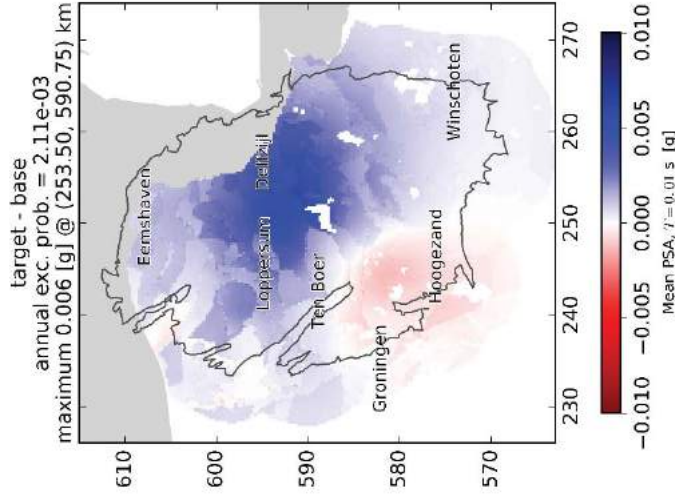 target - base
annual exc. prob. = 2.11e-03
maximum 0.006 [g] @ (253.50, 590.75) km
610
600
590
580
570
230
240
250
260
270
Eemshaven
Delfzijl
Loppersum
Ten Boer
Groningen
Hoogezand
Winschoten
−0.010
−0.005
0.000
0.005
0.010
Mean PSA, T = 0.01 s [g]